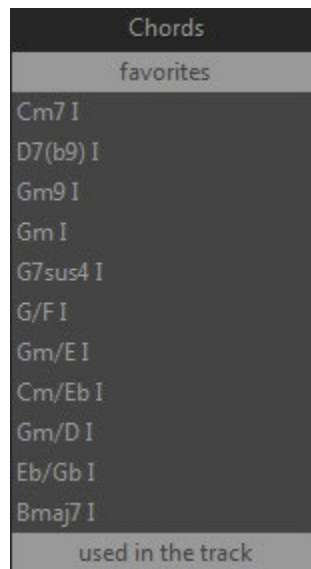 Chords
favorites
Cm7 I
D7(b9) I
Gm9 I
Gm I
G7sus4 I
G/F I
Gm/E I
Cm/Eb I
Gm/D I
Eb/Gb I
Bmaj7 I
used in the track